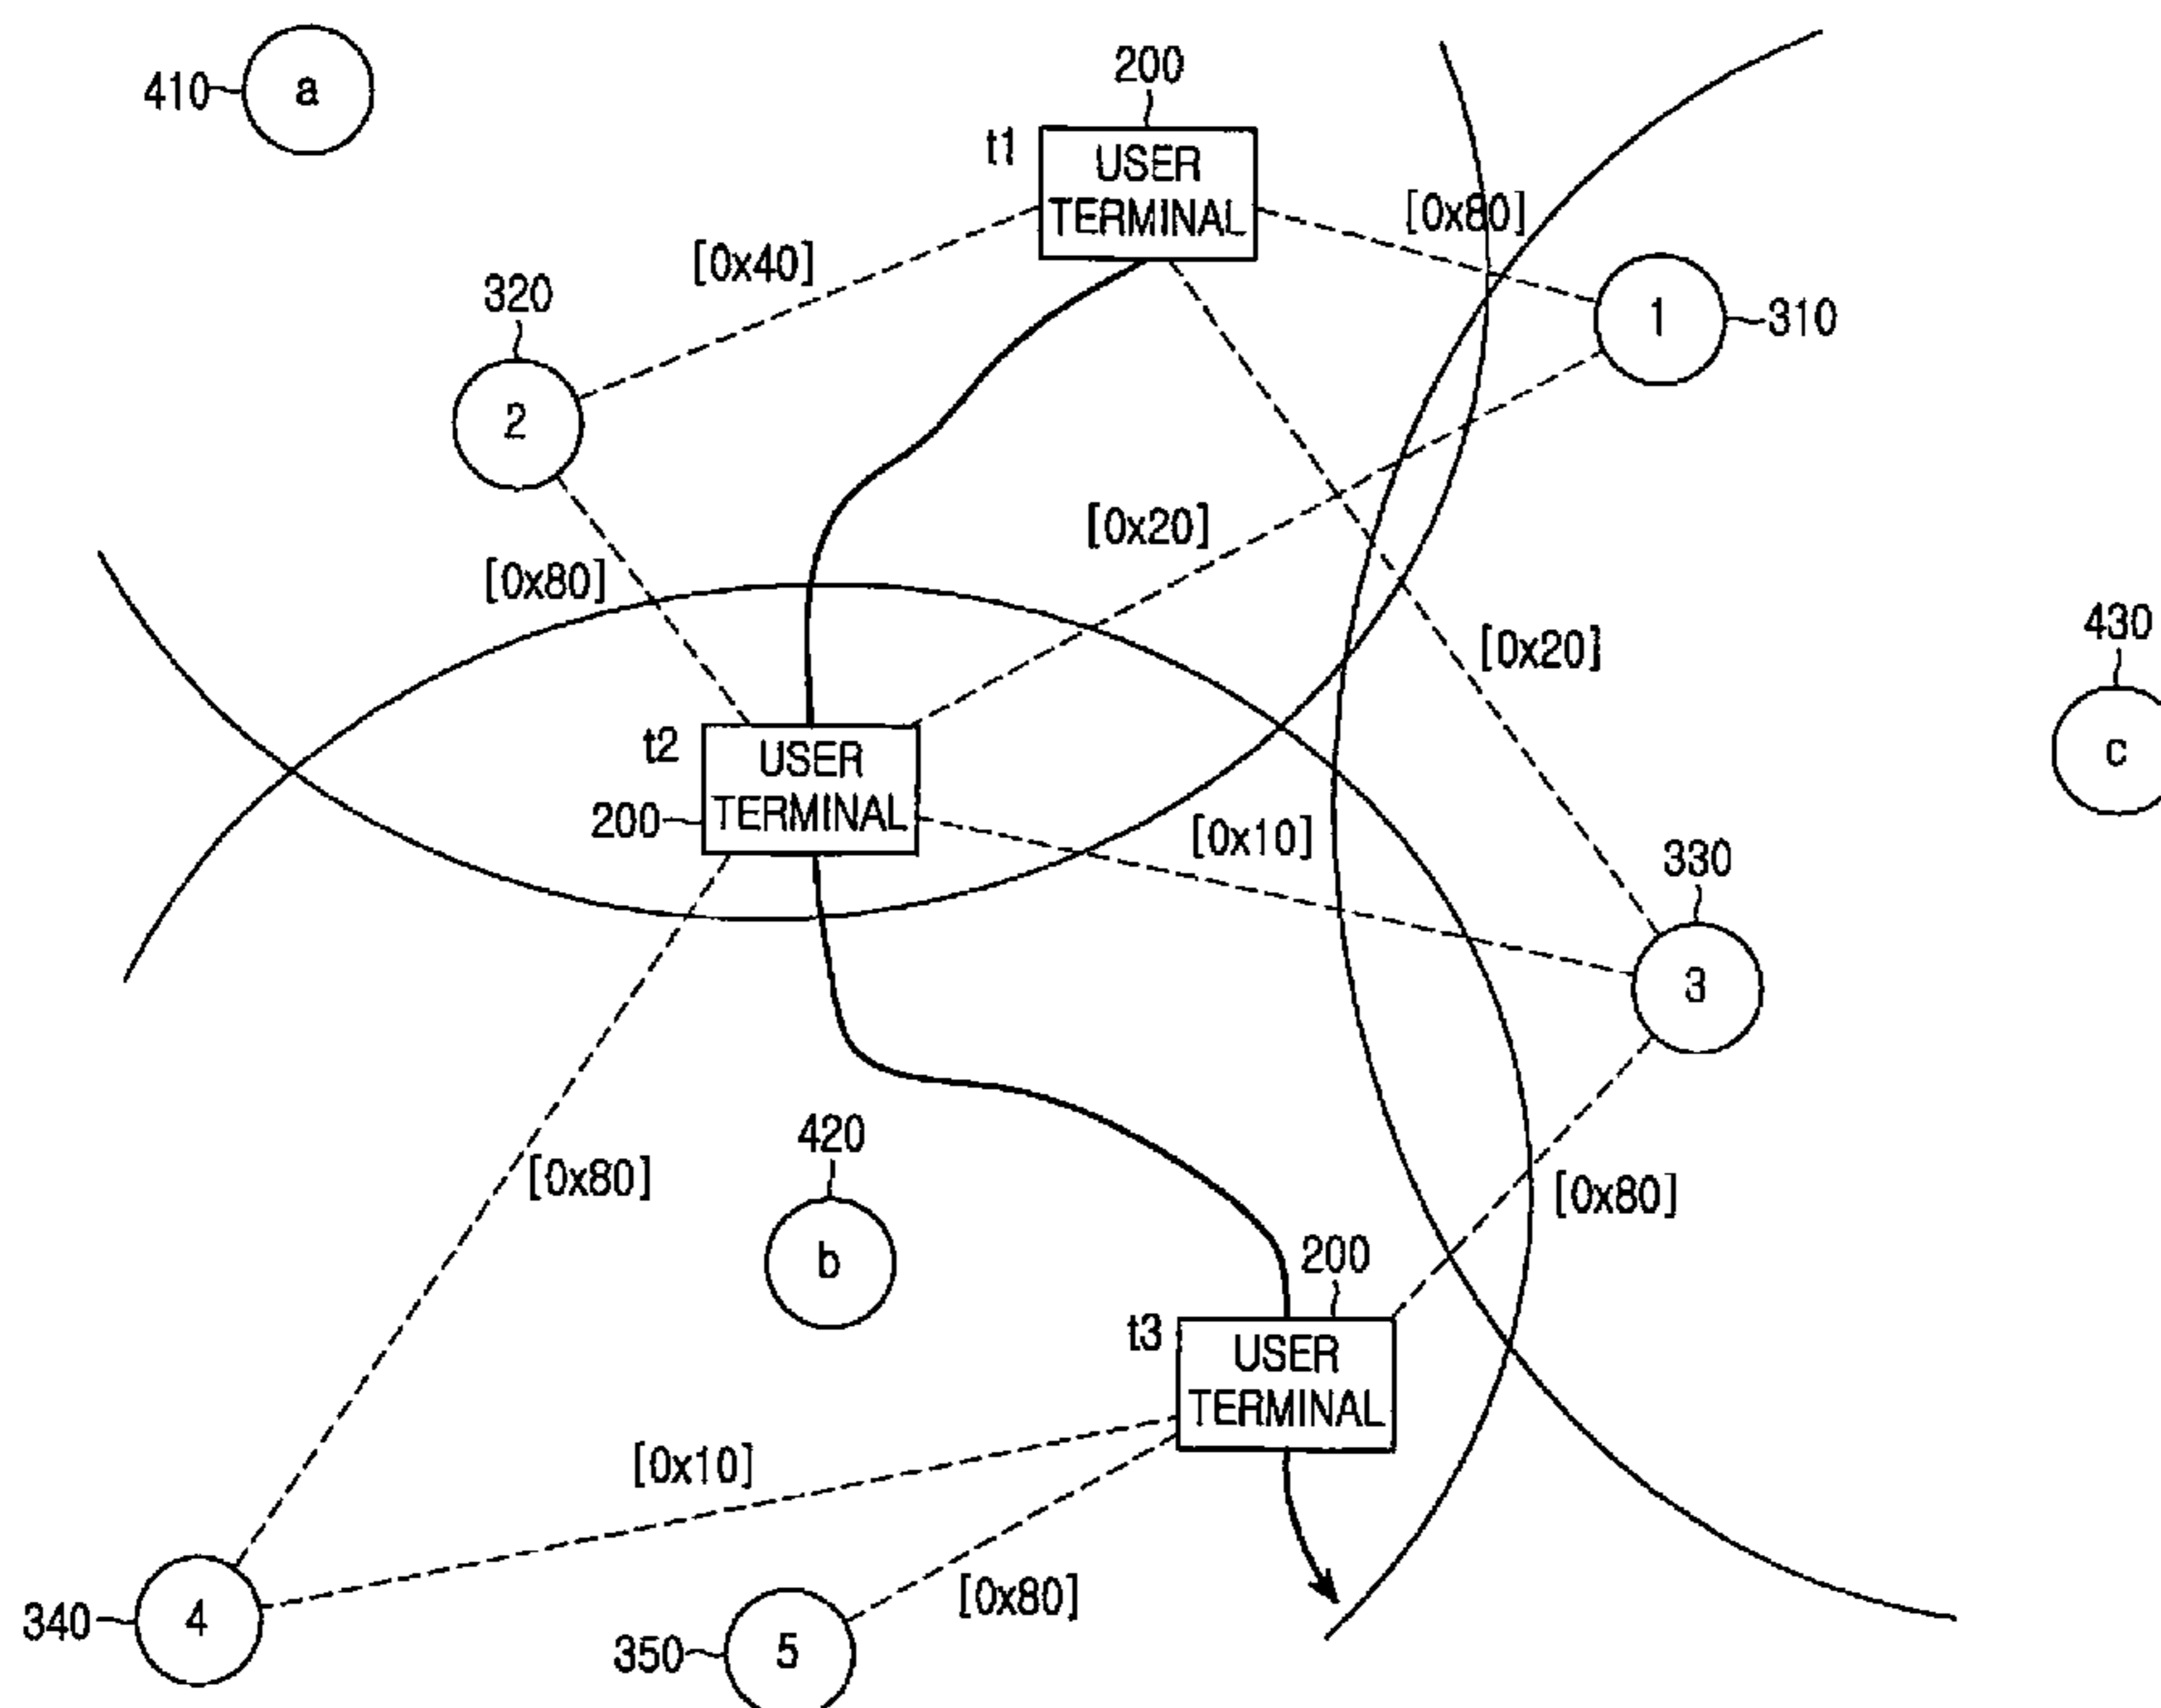 200
410
a
t1
USER
TERMINAL
[0x80]
[0x40]
320
1
310
2
[0x20]
[0x80]
[0x20]
430
t2
USER
TERMINAL
200
c
[0x10]
330
3
420
[0x80]
[0x80]
b
200
t3
USER
TERMINAL
[0x10]
[0x80]
340
4
350
5